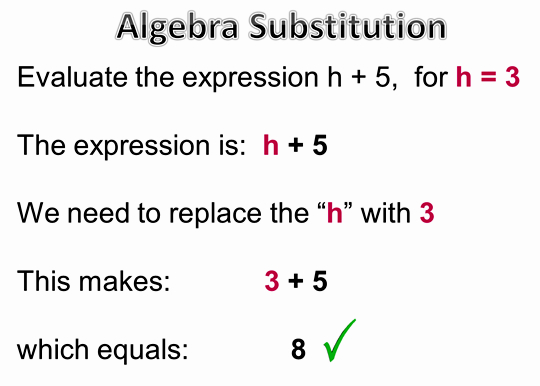 Algebra Substitution
Evaluate the expression h + 5,  for h = 3
The expression is:  h + 5
We need to replace the “h” with 3
This makes:  3 + 5
which equals:  8